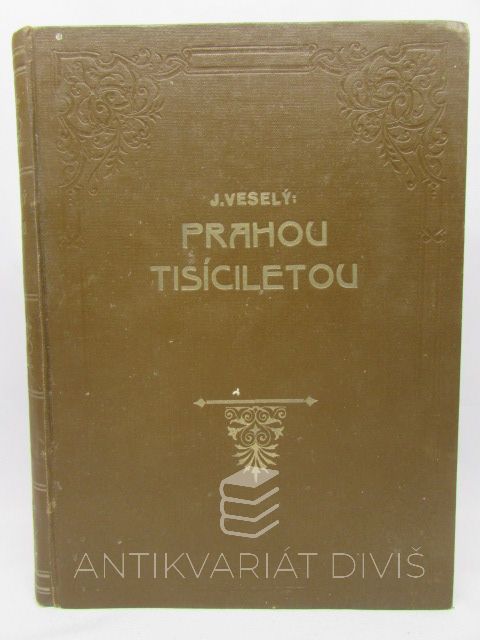 J.VESELÝ:
PRAHOU
TISÍCILETOU
ANTIKVARIÁT DIVIŠ